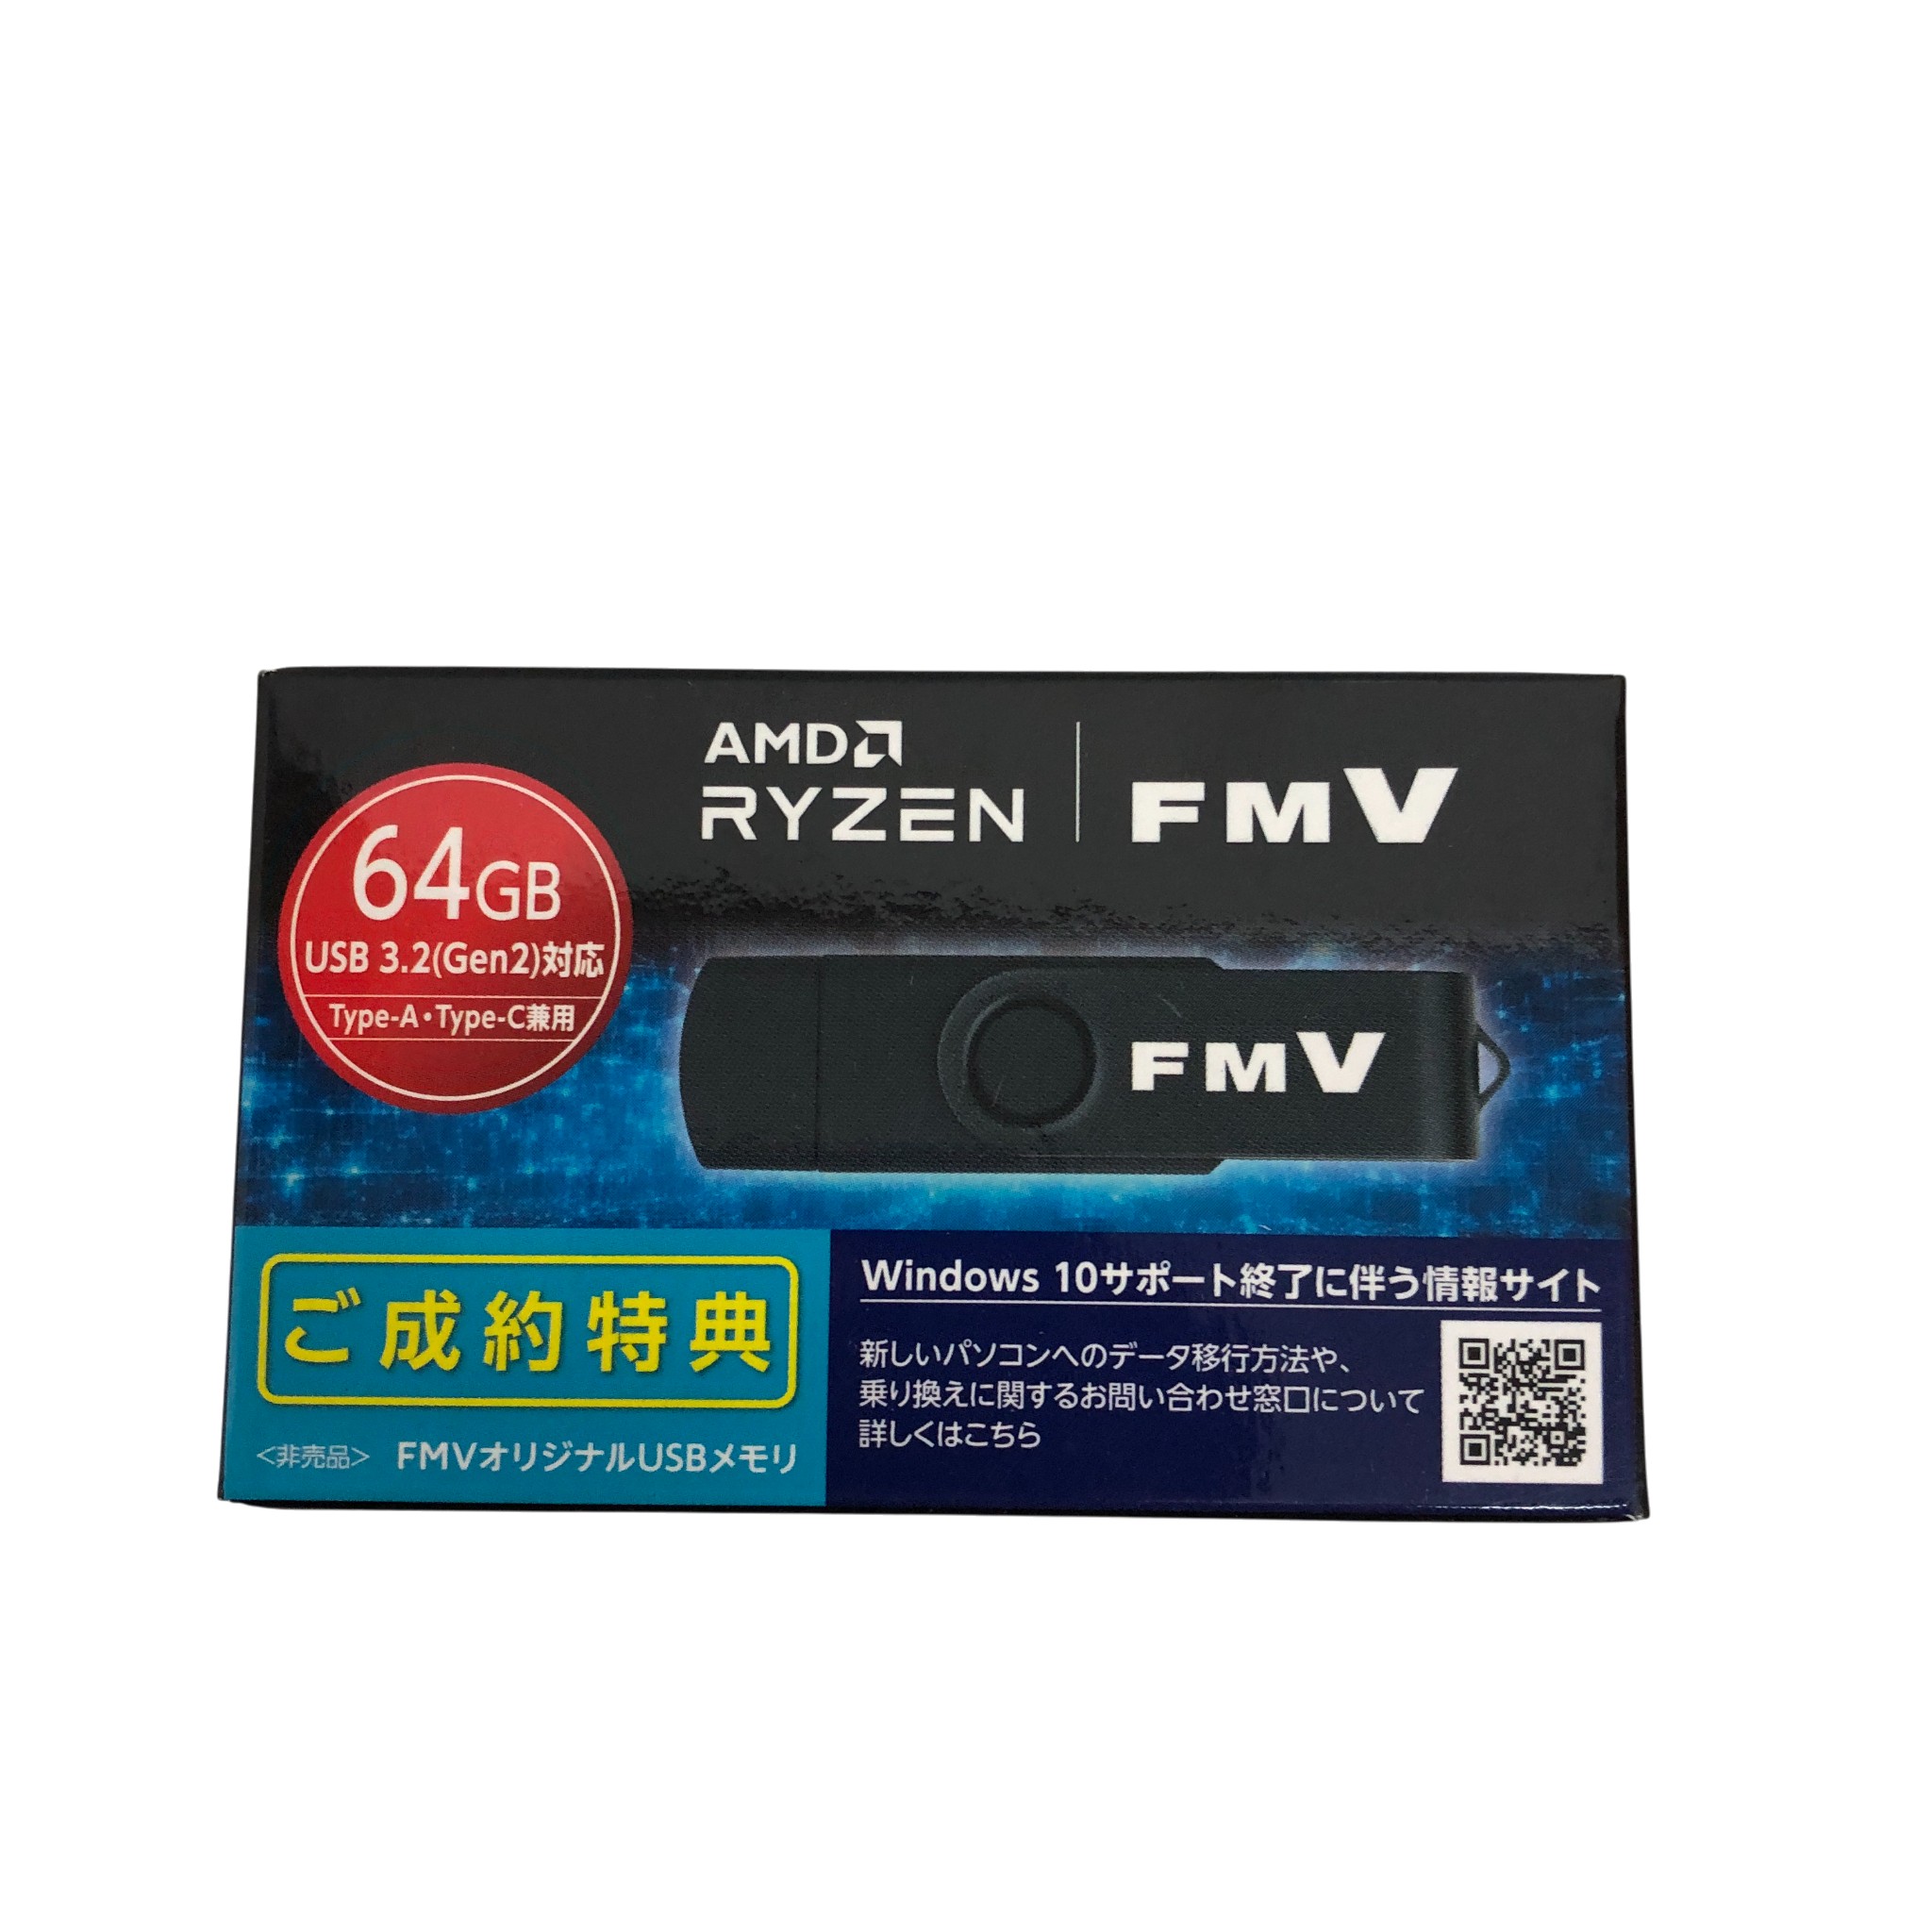 AMD
RYZEN
FMV
64GB
USB 3.2(Gen2)対応
Type-A・Type-C兼用
FMV
ご成約特典
<非売品> FMVオリジナルUSBメモリ
Windows 10サポート終了に伴う情報サイト
新しいパソコンへのデータ移行方法や、
乗り換えに関するお問い合わせ窓口について
詳しくはこちら